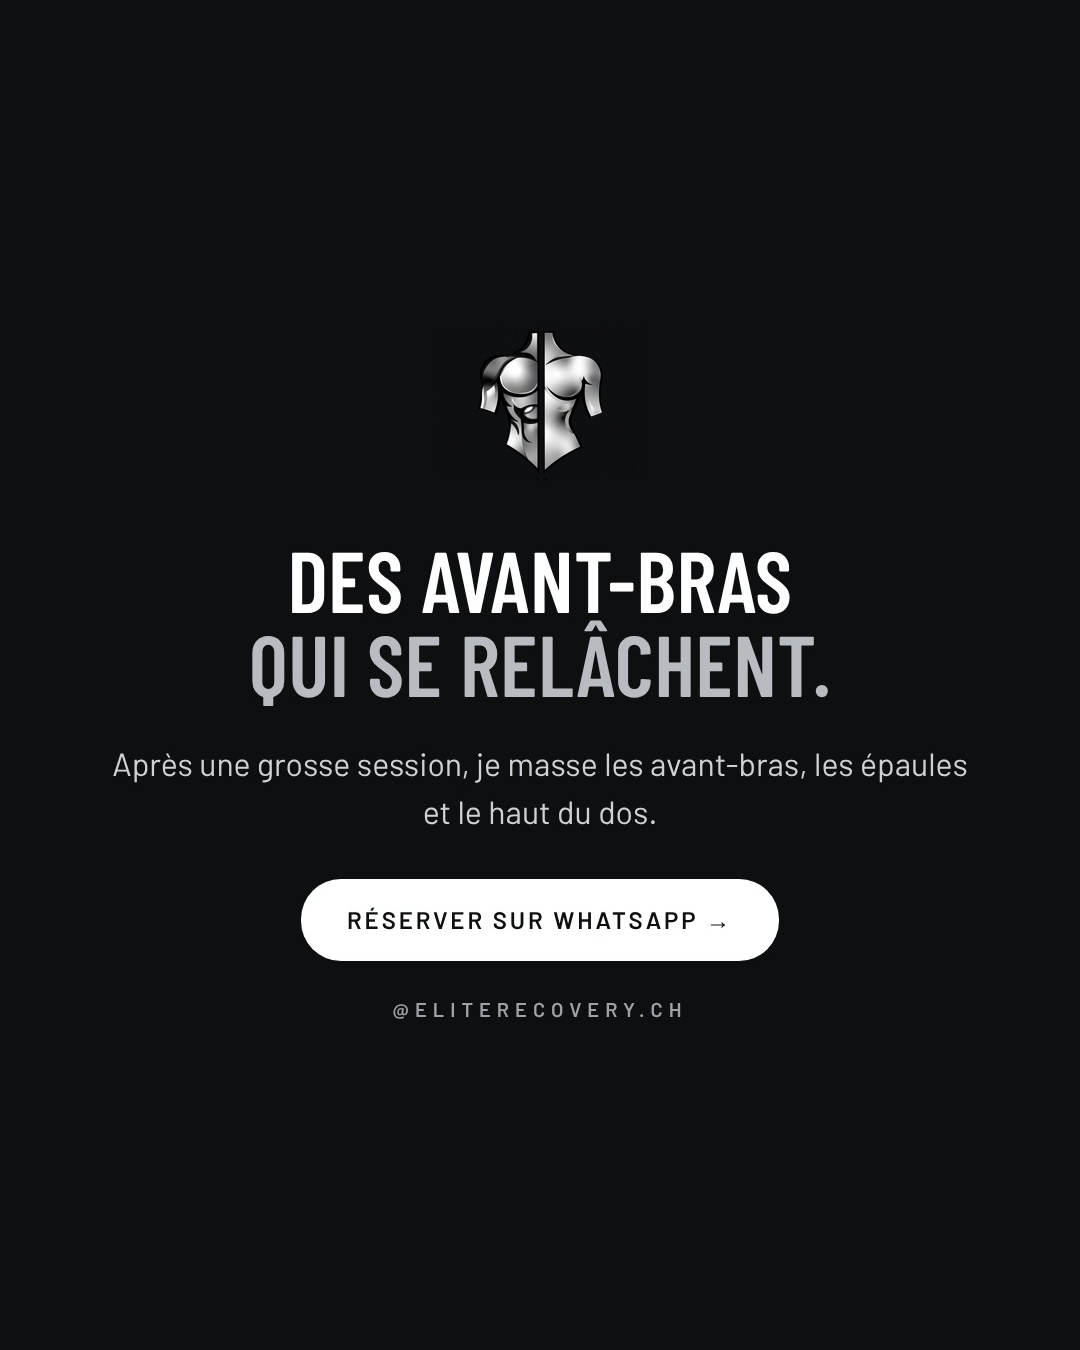 DES AVANT-BRAS
QUI SE RELÂCHENT.
Après une grosse session, je masse les avant-bras, les épaules
et le haut du dos.
RÉSERVER SUR WHATSAPP →
@ELITERECOVERY.CH